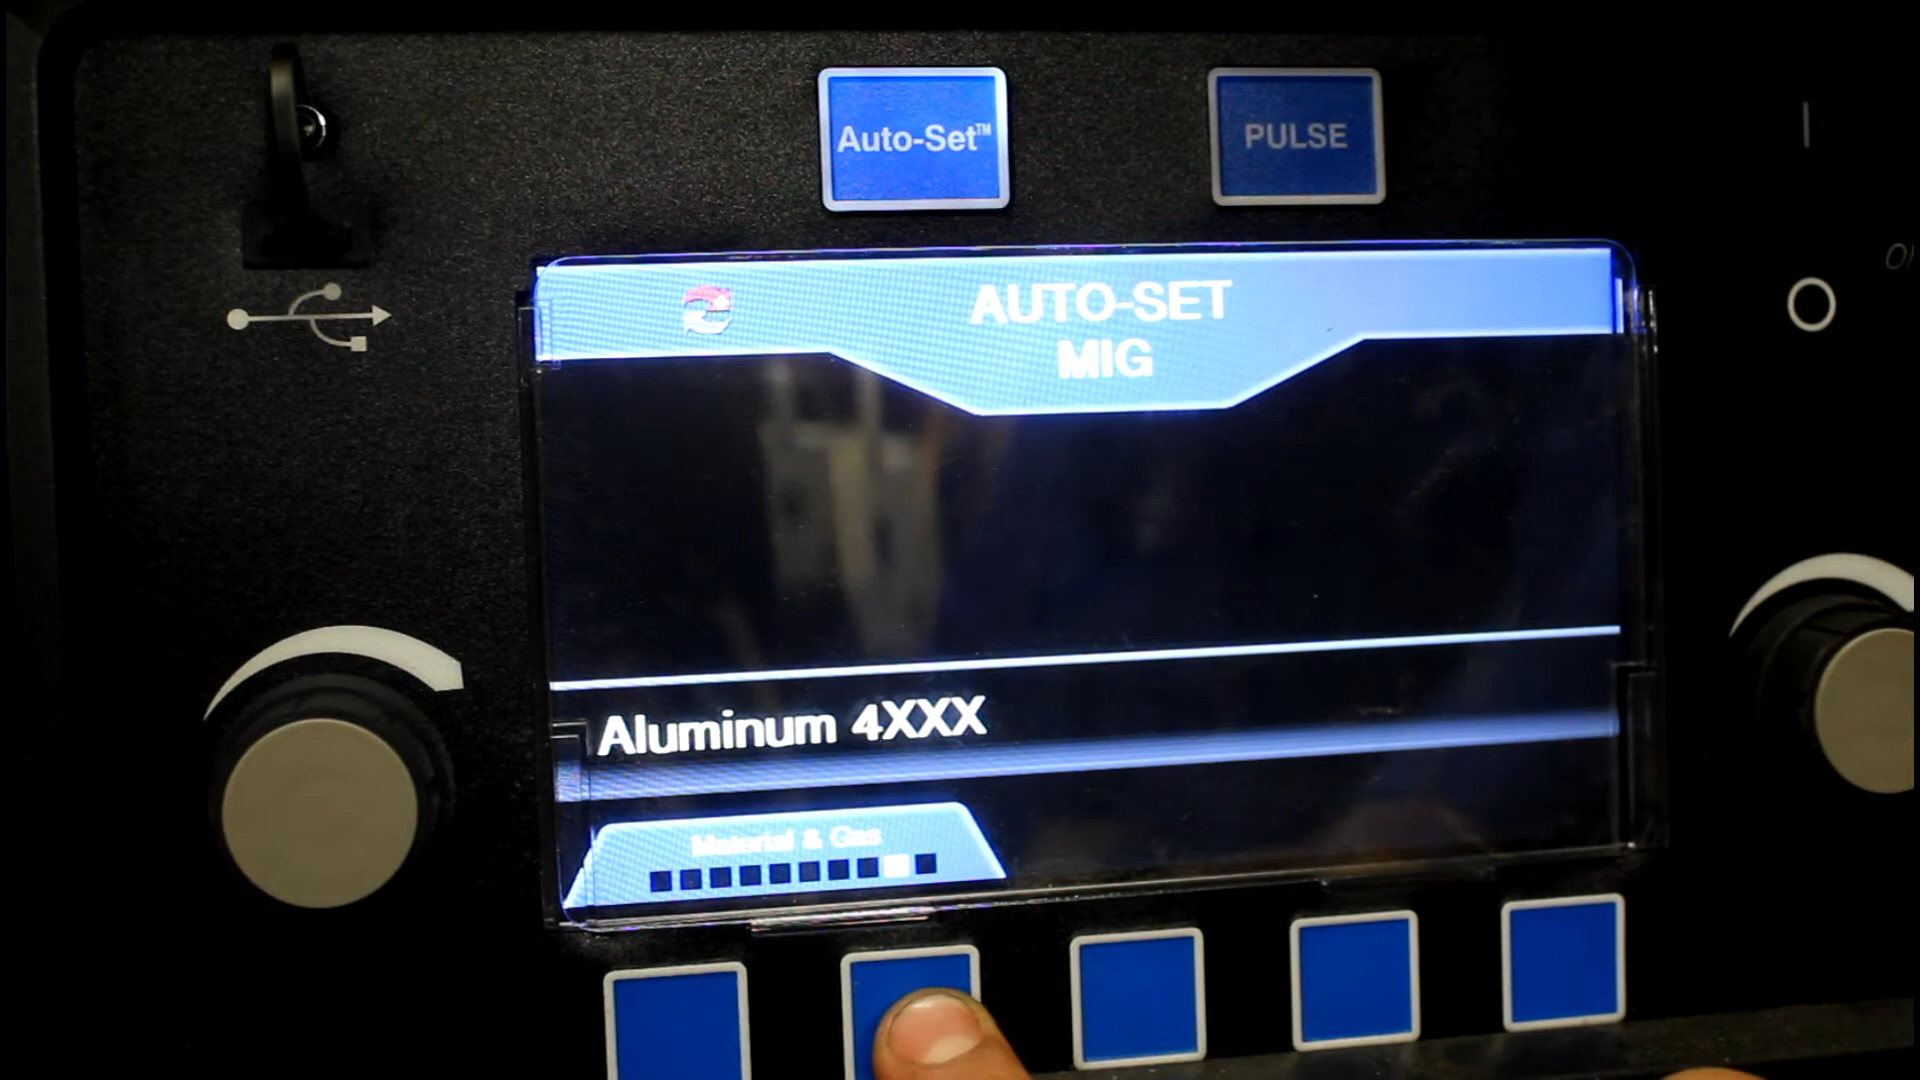 Auto-Set™
PULSE
AUTO-SET
MIG
Aluminum 4XXX
Material & Gas